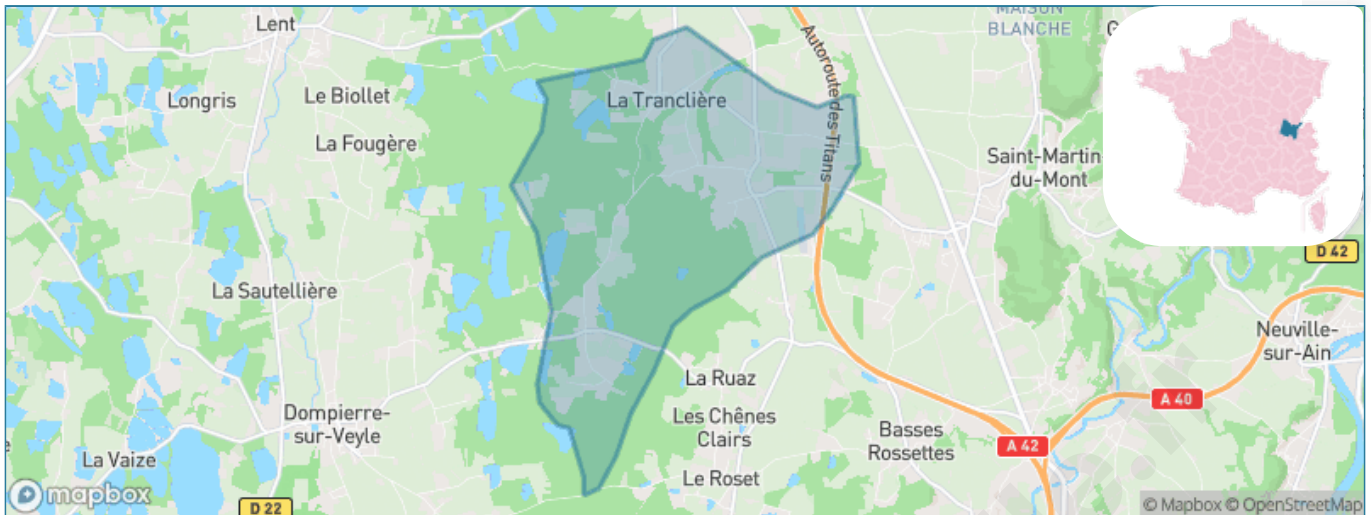 Lent
MAISON
BLANCHE
G
Autoroute des Titans
Longris
Le Biollet
La Tranclière
La Fougère
Saint-Martin
du-Mont
D 42
La Sautellière
Neuville-
sur-Ain
La Ruaz
A 40
Dompierre-
sur-Veyle
Les Chênes
Clairs
Basses
Rossettes
A 42
La Vaize
Le Roset
mapbox
D 22
© Mapbox © OpenStreetMap